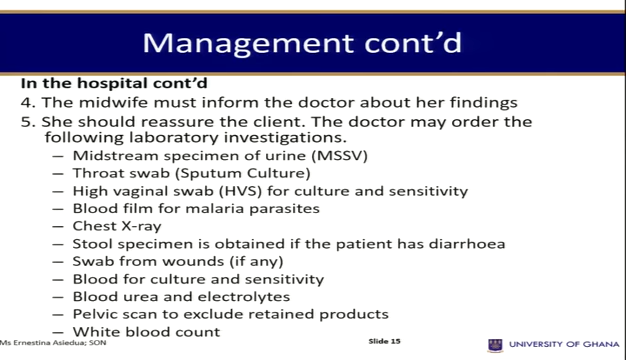 Management cont'd
In the hospital cont'd
4. The midwife must inform the doctor about her findings
5. She should reassure the client. The doctor may order the
following laboratory investigations.
– Midstream specimen of urine (MSSV)
– Throat swab (Sputum Culture)
– High vaginal swab (HVS) for culture and sensitivity
– Blood film for malaria parasites
– Chest X-ray
– Stool specimen is obtained if the patient has diarrhoea
– Swab from wounds (if any)
– Blood for culture and sensitivity
– Blood urea and electrolytes
– Pelvic scan to exclude retained products
– White blood count
Ms Ernestina Asiedua; SON
Slide 15
UNIVERSITY OF GHANA